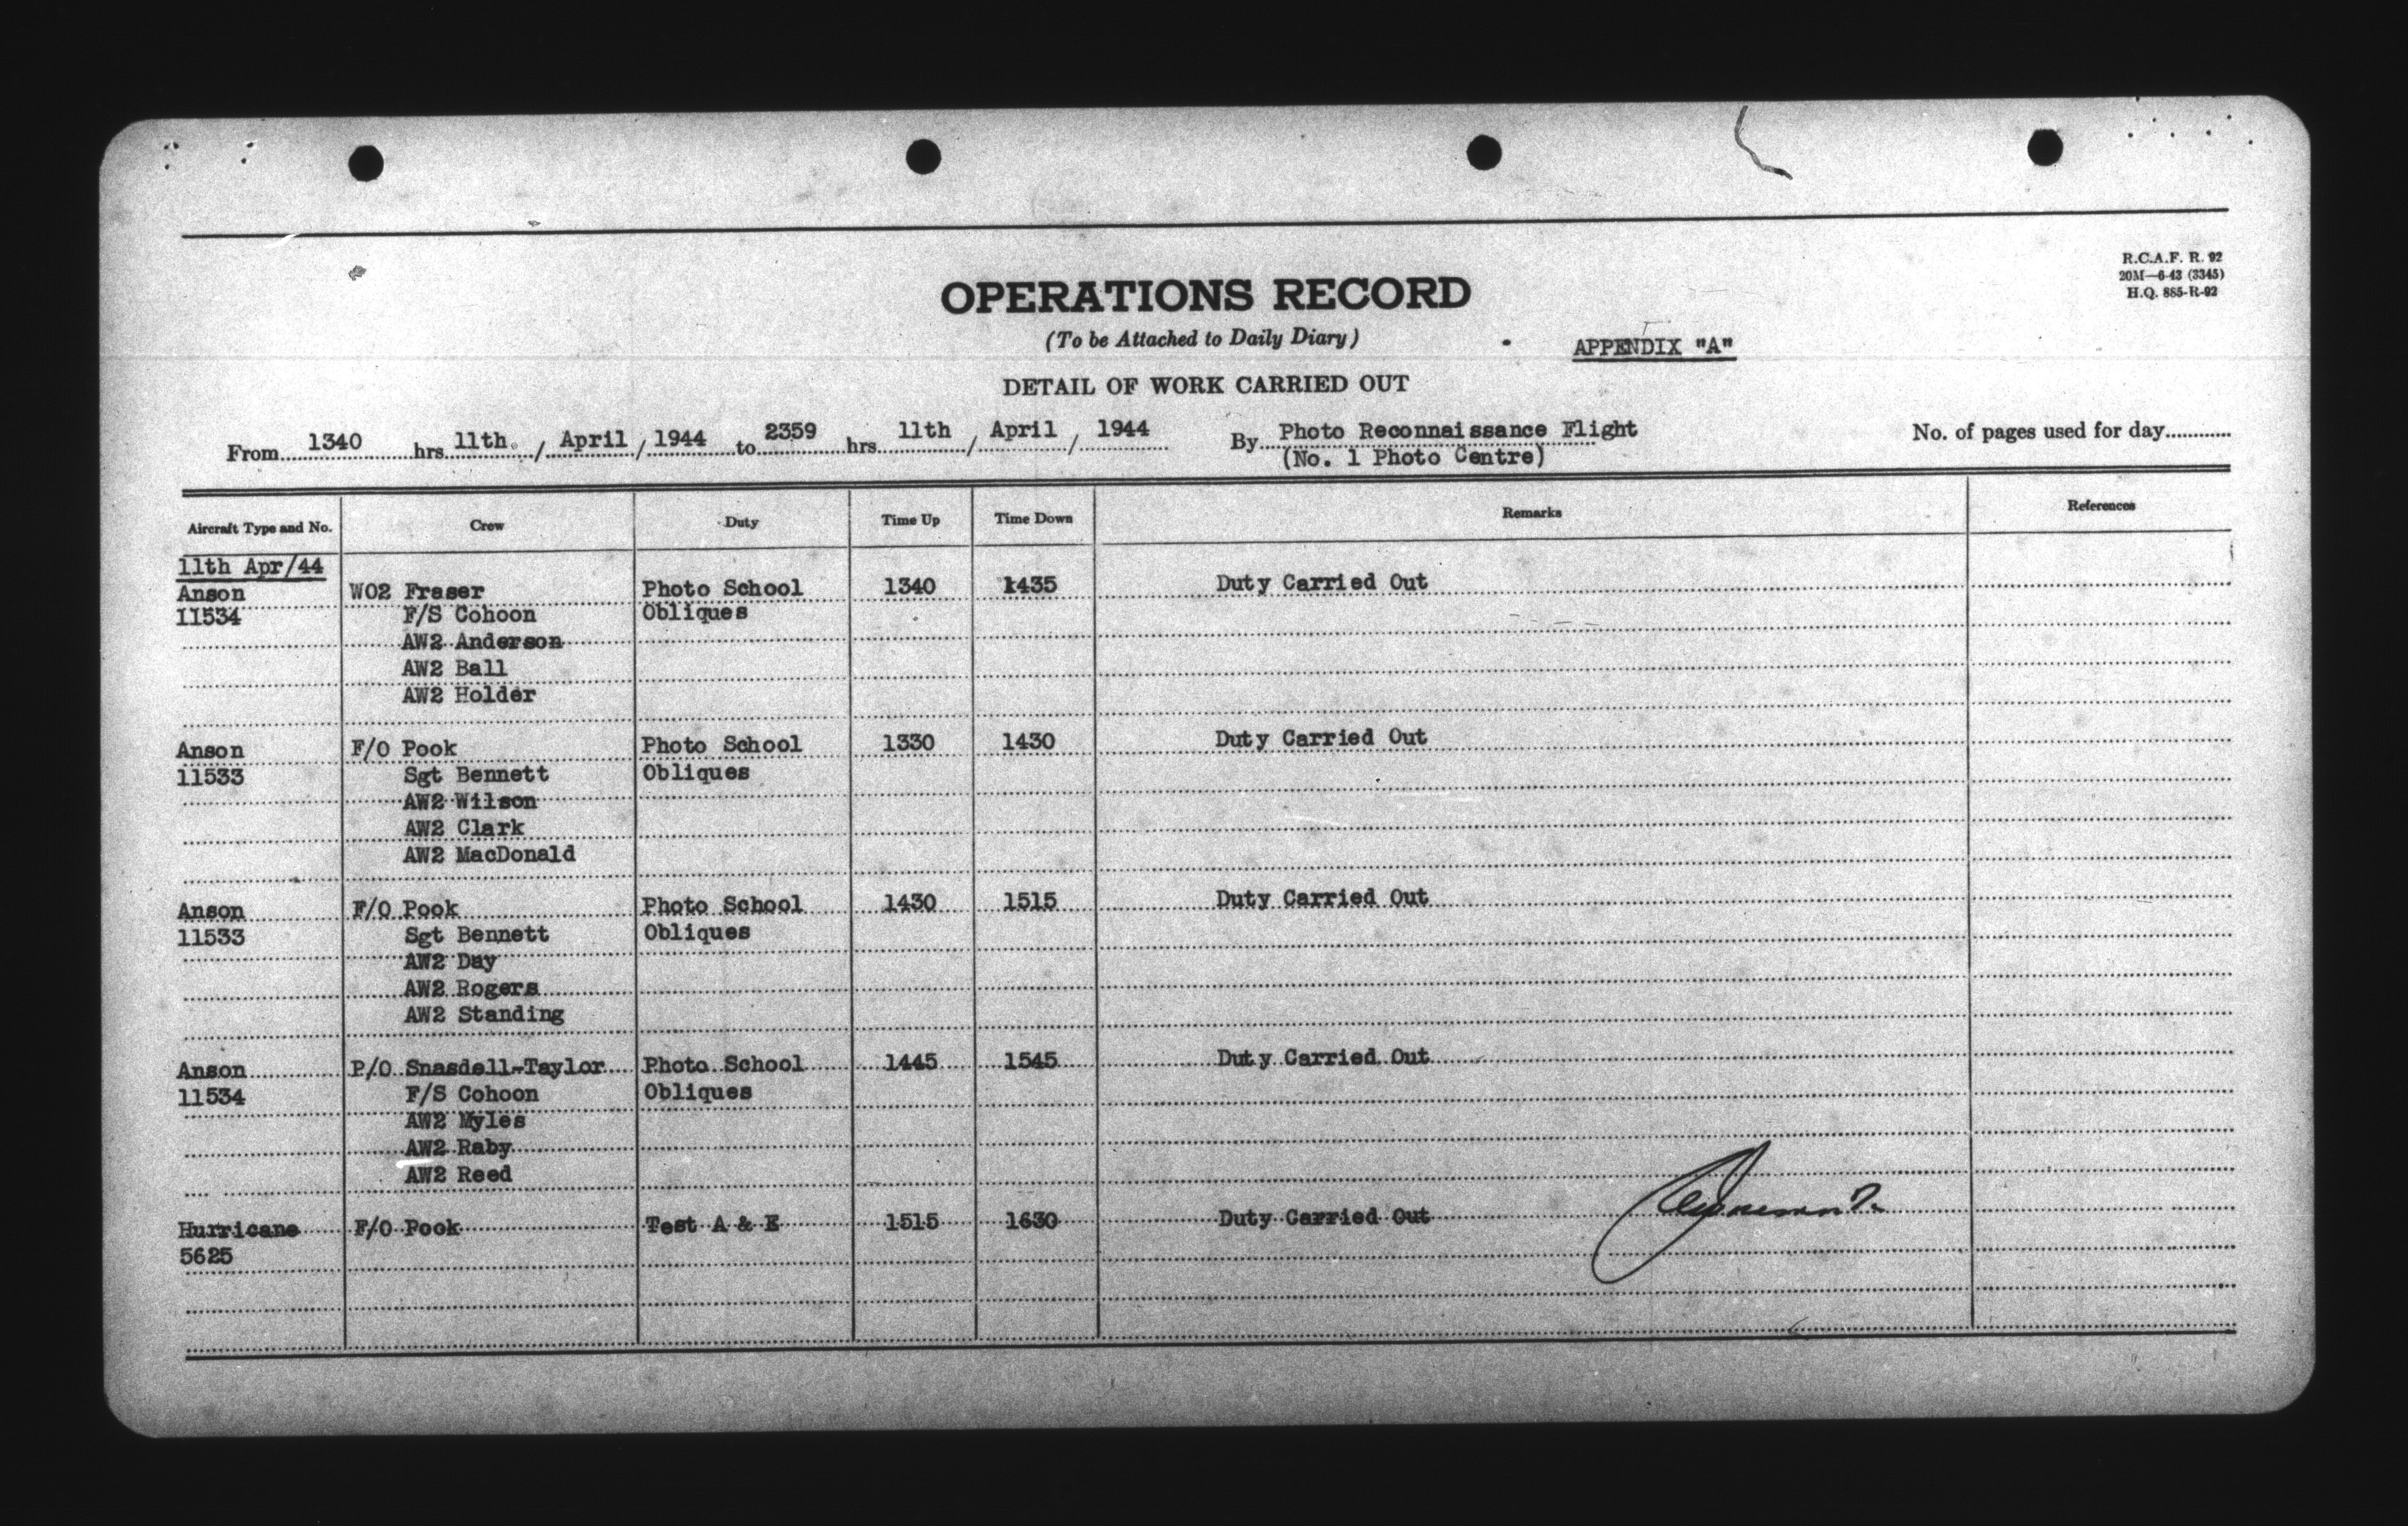 R.C.A.F. R. 92
20M—6-43 (3345)
H.Q. 885-R-92
OPERATIONS RECORD
(To be Attached to Daily Diary)
APPENDIX "A"
DETAIL OF WORK CARRIED OUT
From 1340 hrs 11th / April / 1944 to 2359 hrs 11th / April / 1944 By Photo Reconnaissance Flight No. of pages used for day
(No. 1 Photo Centre)
Aircraft Type and No. Crew Duty Time Up Time Down Remarks References
11th Apr/44
Anson WO2 Fraser Photo School 1340 1435 Duty Carried Out
11534 F/S Cohoon Obliques
AW2 Anderson
AW2 Ball
AW2 Holder
Anson F/O Pook Photo School 1330 1430 Duty Carried Out
11533 Sgt Bennett Obliques
AW2 Wilson
AW2 Clark
AW2 MacDonald
Anson F/O Pook Photo School 1430 1515 Duty Carried Out
11533 Sgt Bennett Obliques
AW2 Day
AW2 Rogers
AW2 Standing
Anson P/O Snasdell-Taylor Photo School 1445 1545 Duty Carried Out
11534 F/S Cohoon Obliques
AW2 Myles
AW2 Raby
AW2 Reed
Hurricane F/O Pook Test A & E 1515 1630 Duty Carried Out
5625